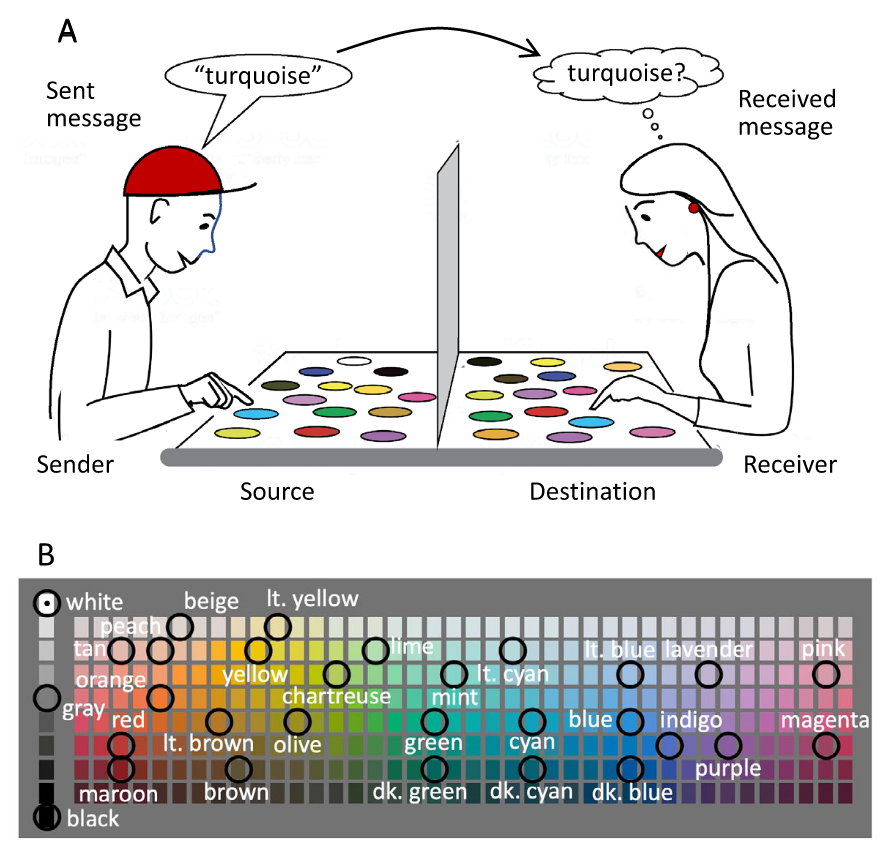 A
“turquoise”
turquoise?
Sent
message
Received
message
Sender
Receiver
Source
Destination
B
white
beige
lt. yellow
peach
tan
lime
lt. blue
lavender
pink
orange
yellow
lt. cyan
chartreuse
mint
gray
red
lt. brown
olive
green
cyan
blue
indigo
magenta
purple
maroon
brown
dk. green
dk. cyan
dk. blue
black